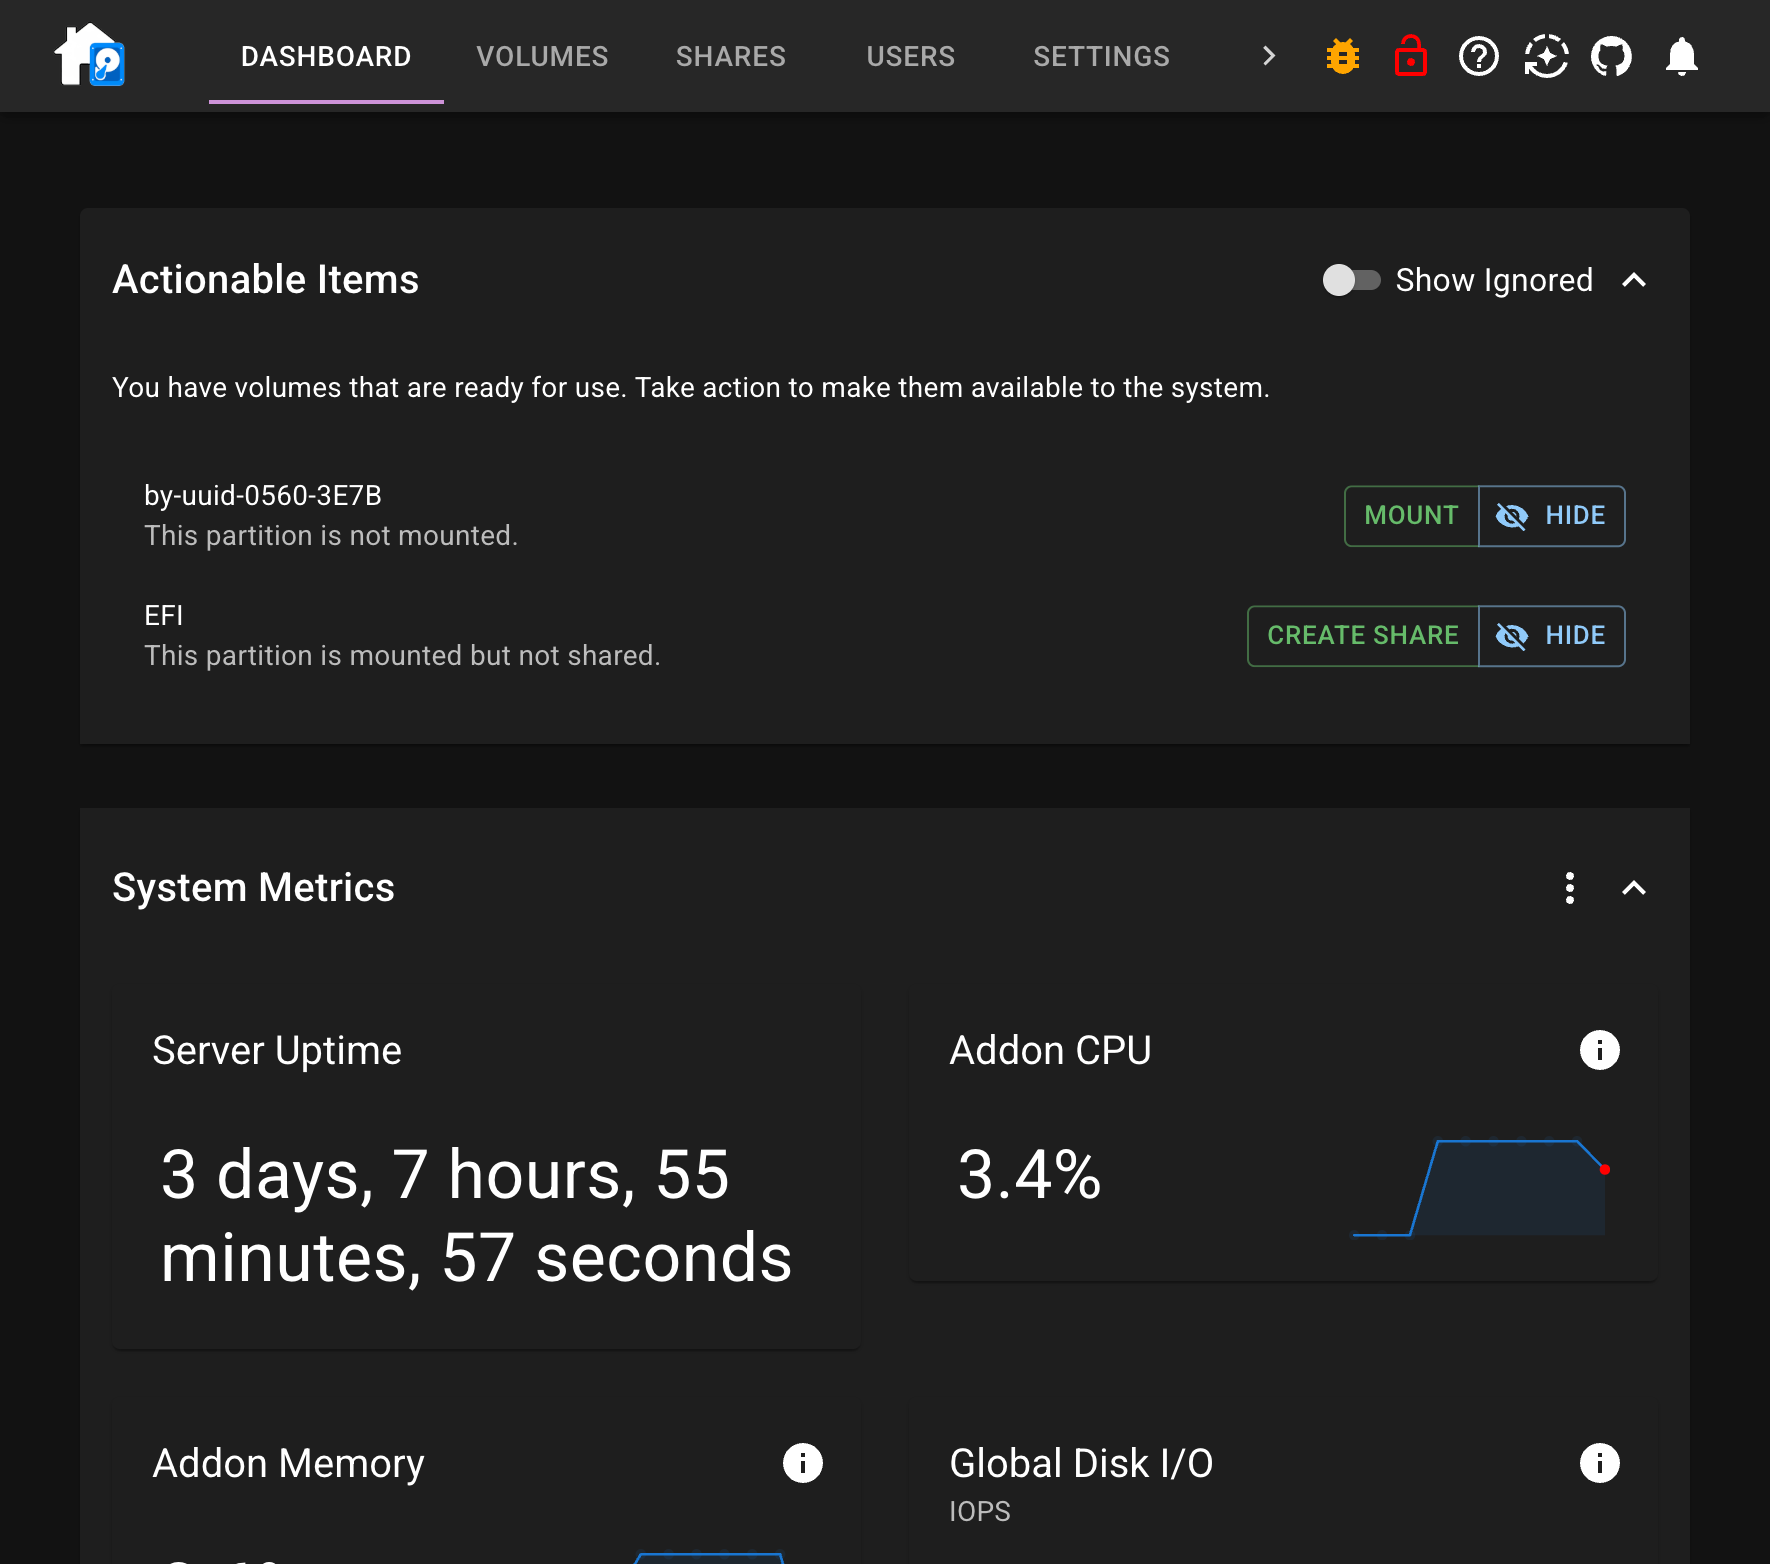 DASHBOARD VOLUMES SHARES USERS SETTINGS
Actionable Items
Show Ignored
You have volumes that are ready for use. Take action to make them available to the system.
by-uuid-0560-3E7B
This partition is not mounted.
MOUNT HIDE
EFI
This partition is mounted but not shared.
CREATE SHARE HIDE
System Metrics
Server Uptime
3 days, 7 hours, 55
minutes, 57 seconds
Addon CPU
3.4%
Addon Memory
Global Disk I/O
IOPS